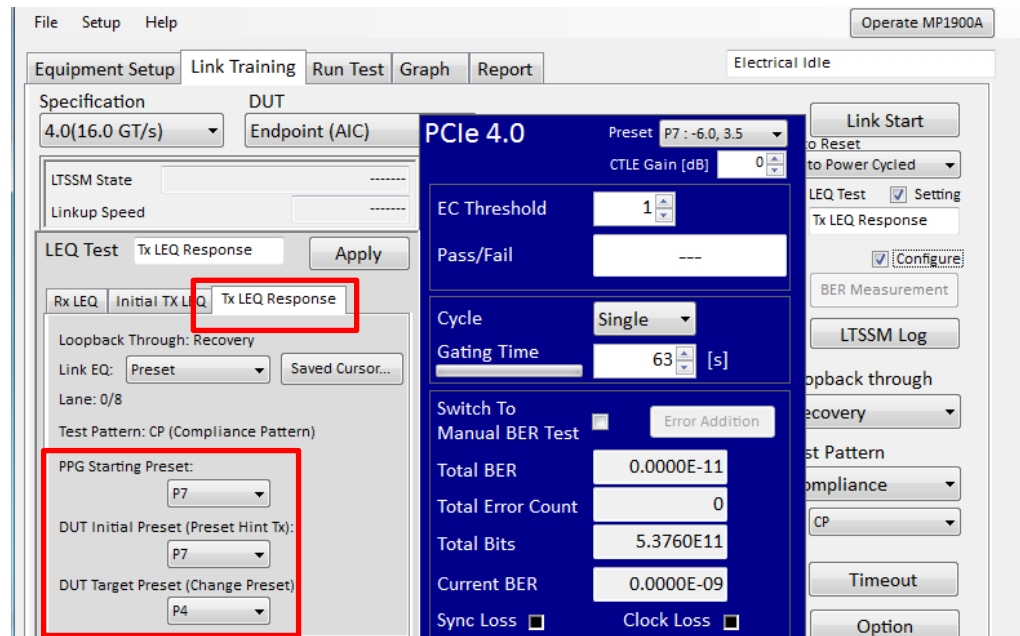 File Setup Help
Operate MP1900A
Equipment Setup Link Training Run Test Graph Report
Electrical Idle
Specification
4.0(16.0 GT/s)
DUT
Endpoint (AIC)
LTSSM State -------
Linkup Speed -------
LEQ Test Tx LEQ Response Apply
Rx LEQ Initial TX LEQ Tx LEQ Response
Loopback Through: Recovery
Link EQ: Preset Saved Cursor...
Lane: 0/8
Test Pattern: CP (Compliance Pattern)
PPG Starting Preset:
P7
DUT Initial Preset (Preset Hint Tx):
P7
DUT Target Preset (Change Preset)
P4
PCIe 4.0 Preset P7 : -6.0, 3.5
CTLE Gain [dB] 0
EC Threshold 1
Pass/Fail ---
Cycle Single
Gating Time 63 [s]
Switch To
Manual BER Test Error Addition
Total BER 0.0000E-11
Total Error Count 0
Total Bits 5.3760E11
Current BER 0.0000E-09
Sync Loss Clock Loss
Link Start
to Reset
to Power Cycled
LEQ Test Setting
Tx LEQ Response
Configure
BER Measurement
LTSSM Log
opback through
ecovery
st Pattern
ompliance
CP
Timeout
Option